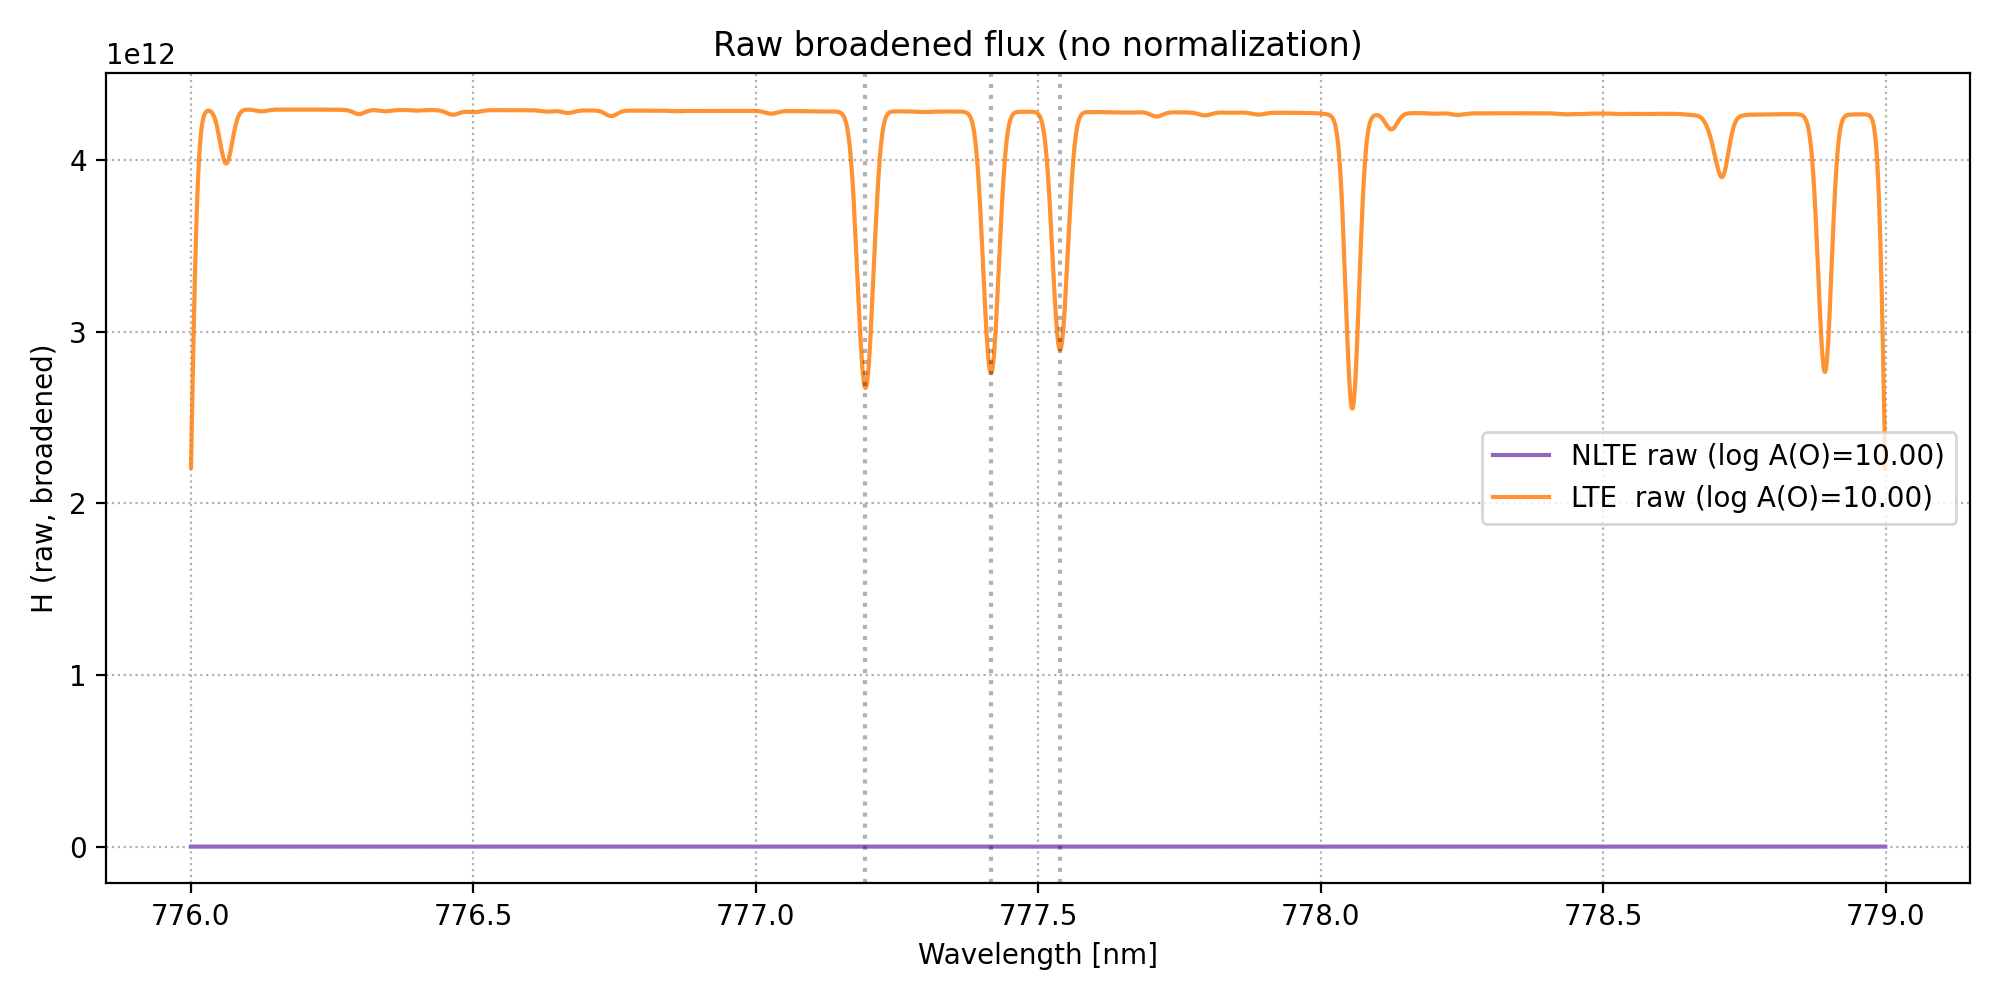 Raw broadened flux (no normalization)
1e12
4
3
2
1
0
H (raw, broadened)
NLTE raw (log A(O)=10.00)
LTE  raw (log A(O)=10.00)
776.0 776.5 777.0 777.5 778.0 778.5 779.0
Wavelength [nm]